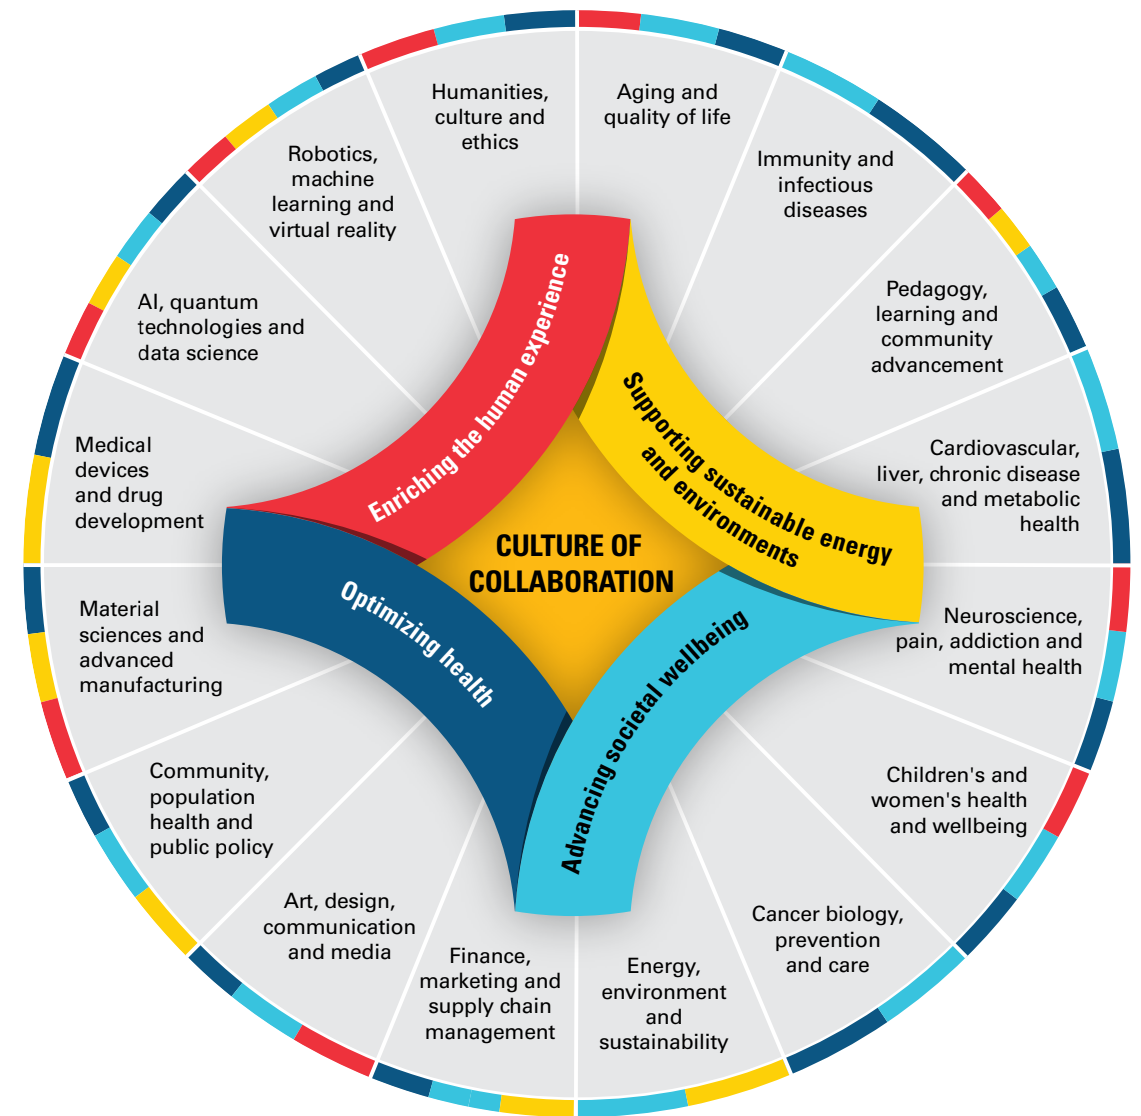 Humanities,
culture and
ethics
Aging and
quality of life
Immunity and
infectious
diseases
Pedagogy,
learning and
community
advancement
Cardiovascular,
liver, chronic disease
and metabolic
health
Neuroscience,
pain, addiction and
mental health
Children's and
women's health
and wellbeing
Cancer biology,
prevention
and care
Energy,
environment
and
sustainability
Finance,
marketing and
supply chain
management
Art, design,
communication
and media
Community,
population
health and
public policy
Material
sciences and
advanced
manufacturing
Medical
devices
and drug
development
AI, quantum
technologies and
data science
Robotics,
machine
learning and
virtual reality
Enriching the human experience
Supporting sustainable energy
and environments
CULTURE OF
COLLABORATION
Optimizing health
Advancing societal wellbeing